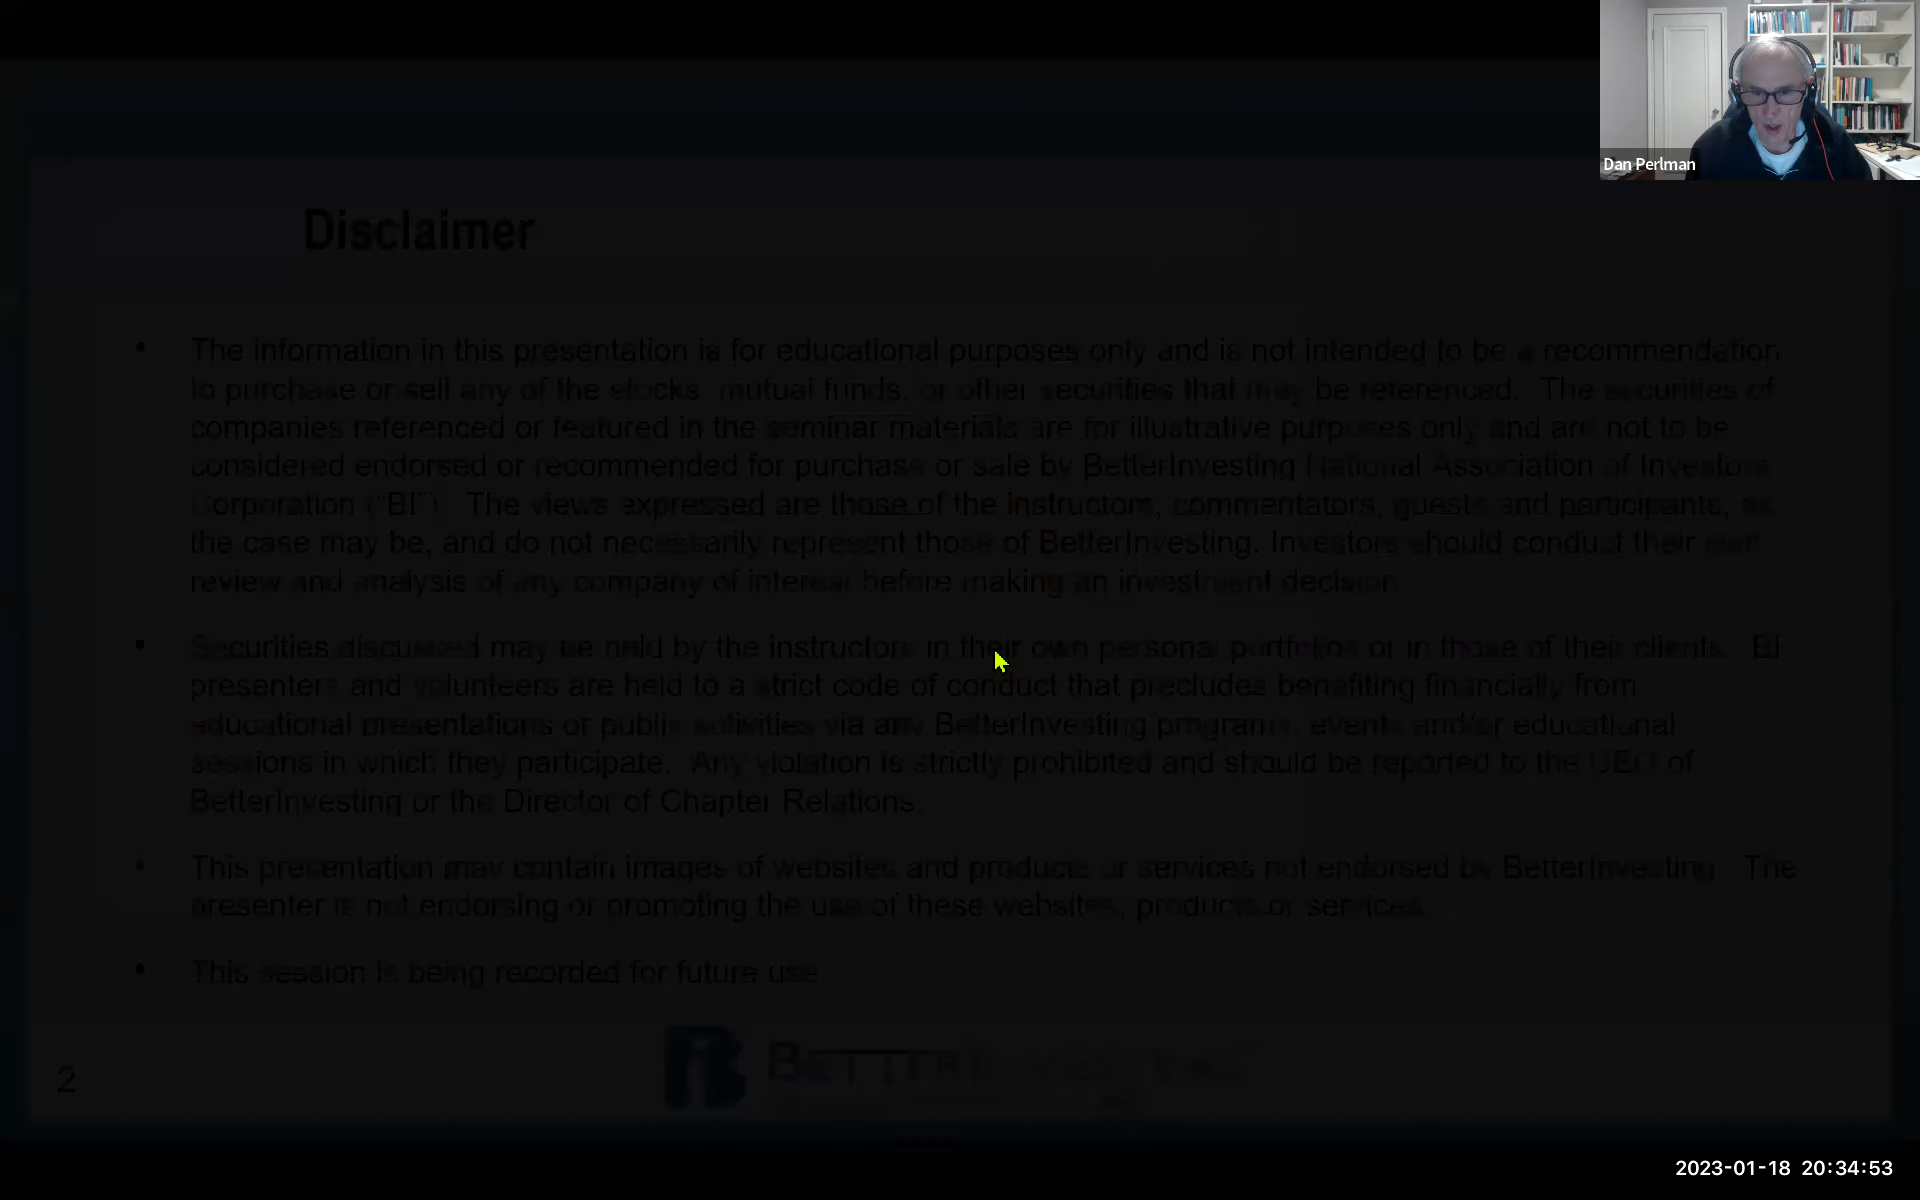 Dan Perlman
Disclaimer
• The information in this presentation is for educational purposes only and is not intended to be a recommendation
to purchase or sell any of the stocks, mutual funds, or other securities that may be referenced. The securities of
companies referenced or featured in the seminar materials are for illustrative purposes only and are not to be
considered endorsed or recommended for purchase or sale by BetterInvesting National Association of Investors
Corporation ("BI"). The views expressed are those of the instructors, commentators, guests and participants, as
the case may be, and do not necessarily represent those of BetterInvesting. Investors should conduct their own
review and analysis of any company of interest before making an investment decision.
• Securities discussed may be held by the instructors in their own personal portfolios or in those of their clients. BI
presenters and volunteers are held to a strict code of conduct that precludes benefiting financially from
educational presentations or public activities via any BetterInvesting programs, events and/or educational
sessions in which they participate. Any violation is strictly prohibited and should be reported to the CEO of
BetterInvesting or the Director of Chapter Relations.
• This presentation may contain images of websites and products or services not endorsed by BetterInvesting. The
presenter is not endorsing or promoting the use of these websites, products or services.
• This session is being recorded for future use.
BETTERINVESTING
2
2023-01-18 20:34:53